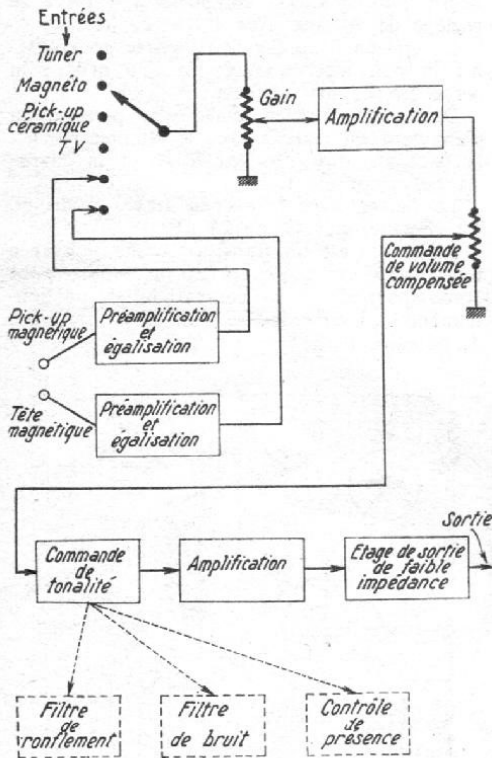 Entrées
Tuner
Magnéto
Pick-up
céramique
TV
Gain
Amplification
Commande
de volume
compensée
Pick-up
magnétique
Préamplification
et
égalisation
Tête
magnétique
Préamplification
et
égalisation
Sortie
Commande
de
tonalité
Amplification
Etage de sortie
de faible
impédance
Filtre
de
ronflement
Filtre
de bruit
Contrôle
de
présence